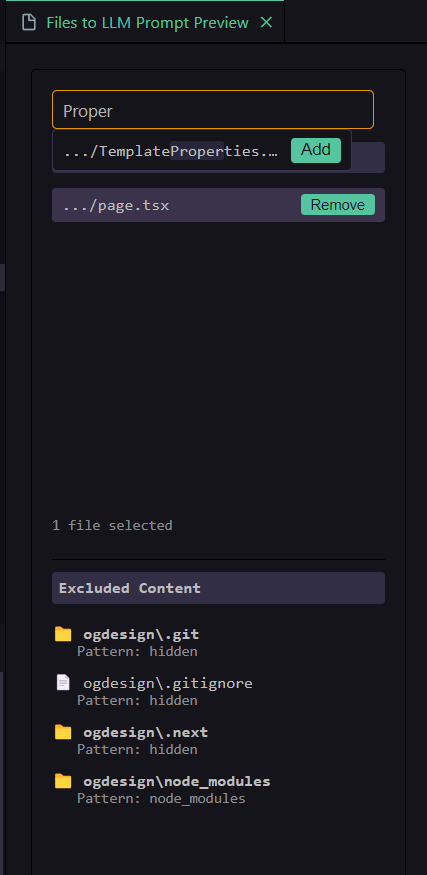 Files to LLM Prompt Preview
Proper
.../TemplateProperties.… Add
.../page.tsx Remove
1 file selected
Excluded Content
ogdesign\.git
Pattern: hidden
ogdesign\.gitignore
Pattern: hidden
ogdesign\.next
Pattern: hidden
ogdesign\node_modules
Pattern: node_modules